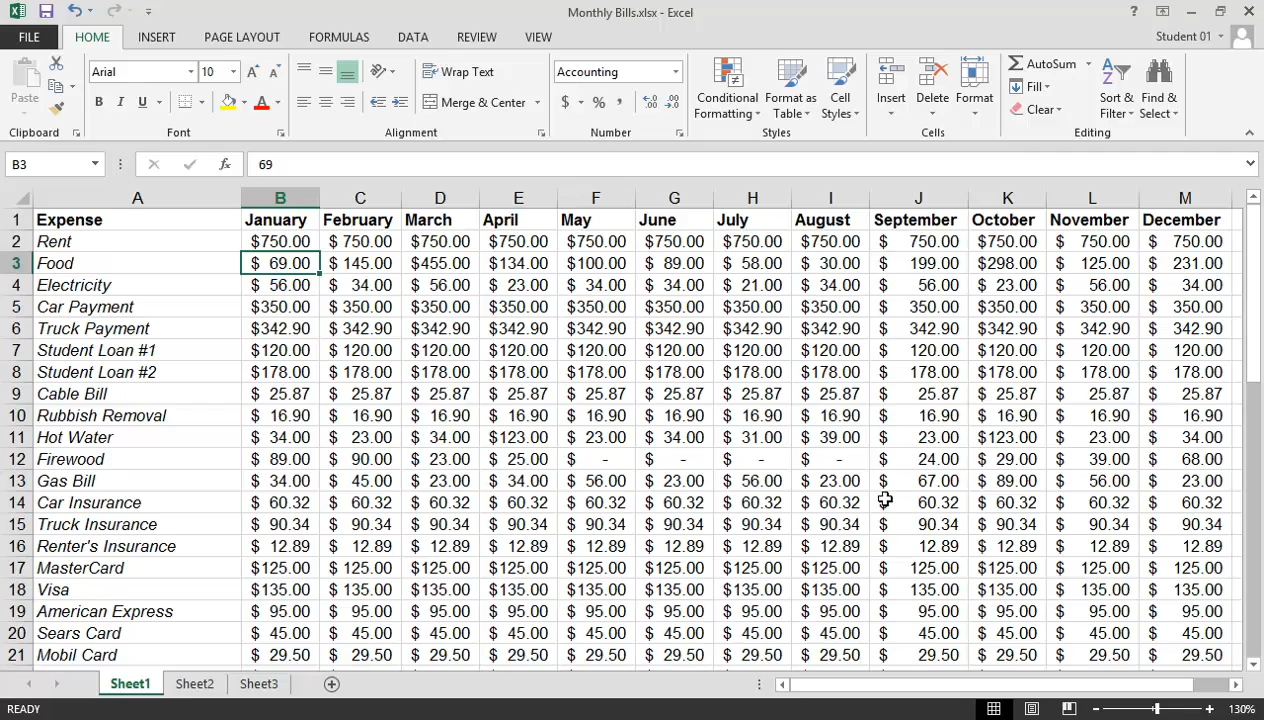 Monthly Bills.xlsx - Excel
FILE HOME INSERT PAGE LAYOUT FORMULAS DATA REVIEW VIEW Student 01
Paste
Clipboard
Arial 10
B I U A
Font
Wrap Text
Merge & Center
Alignment
Accounting
$ % ,
Number
Conditional Formatting
Format as Table
Cell Styles
Styles
Insert Delete Format
Cells
AutoSum
Fill
Clear
Sort & Filter
Find & Select
Editing
B3 fx 69
A B C D E F G H I J K L M
1 Expense January February March April May June July August September October November December
2 Rent $750.00 $ 750.00 $750.00 $750.00 $750.00 $750.00 $750.00 $750.00 $ 750.00 $750.00 $ 750.00 $ 750.00
3 Food $ 69.00 $ 145.00 $455.00 $134.00 $100.00 $ 89.00 $ 58.00 $ 30.00 $ 199.00 $298.00 $ 125.00 $ 231.00
4 Electricity $ 56.00 $ 34.00 $ 56.00 $ 23.00 $ 34.00 $ 34.00 $ 21.00 $ 34.00 $ 56.00 $ 23.00 $ 56.00 $ 34.00
5 Car Payment $350.00 $ 350.00 $350.00 $350.00 $350.00 $350.00 $350.00 $350.00 $ 350.00 $350.00 $ 350.00 $ 350.00
6 Truck Payment $342.90 $ 342.90 $342.90 $342.90 $342.90 $342.90 $342.90 $342.90 $ 342.90 $342.90 $ 342.90 $ 342.90
7 Student Loan #1 $120.00 $ 120.00 $120.00 $120.00 $120.00 $120.00 $120.00 $120.00 $ 120.00 $120.00 $ 120.00 $ 120.00
8 Student Loan #2 $178.00 $ 178.00 $178.00 $178.00 $178.00 $178.00 $178.00 $178.00 $ 178.00 $178.00 $ 178.00 $ 178.00
9 Cable Bill $ 25.87 $ 25.87 $ 25.87 $ 25.87 $ 25.87 $ 25.87 $ 25.87 $ 25.87 $ 25.87 $ 25.87 $ 25.87 $ 25.87
10 Rubbish Removal $ 16.90 $ 16.90 $ 16.90 $ 16.90 $ 16.90 $ 16.90 $ 16.90 $ 16.90 $ 16.90 $ 16.90 $ 16.90 $ 16.90
11 Hot Water $ 34.00 $ 23.00 $ 34.00 $123.00 $ 23.00 $ 34.00 $ 31.00 $ 39.00 $ 23.00 $123.00 $ 23.00 $ 34.00
12 Firewood $ 89.00 $ 90.00 $ 23.00 $ 25.00 $ - $ - $ - $ - $ 24.00 $ 29.00 $ 39.00 $ 68.00
13 Gas Bill $ 34.00 $ 45.00 $ 23.00 $ 34.00 $ 56.00 $ 23.00 $ 56.00 $ 23.00 $ 67.00 $ 89.00 $ 56.00 $ 23.00
14 Car Insurance $ 60.32 $ 60.32 $ 60.32 $ 60.32 $ 60.32 $ 60.32 $ 60.32 $ 60.32 $ 60.32 $ 60.32 $ 60.32 $ 60.32
15 Truck Insurance $ 90.34 $ 90.34 $ 90.34 $ 90.34 $ 90.34 $ 90.34 $ 90.34 $ 90.34 $ 90.34 $ 90.34 $ 90.34 $ 90.34
16 Renter's Insurance $ 12.89 $ 12.89 $ 12.89 $ 12.89 $ 12.89 $ 12.89 $ 12.89 $ 12.89 $ 12.89 $ 12.89 $ 12.89 $ 12.89
17 MasterCard $125.00 $ 125.00 $125.00 $125.00 $125.00 $125.00 $125.00 $125.00 $ 125.00 $125.00 $ 125.00 $ 125.00
18 Visa $135.00 $ 135.00 $135.00 $135.00 $135.00 $135.00 $135.00 $135.00 $ 135.00 $135.00 $ 135.00 $ 135.00
19 American Express $ 95.00 $ 95.00 $ 95.00 $ 95.00 $ 95.00 $ 95.00 $ 95.00 $ 95.00 $ 95.00 $ 95.00 $ 95.00 $ 95.00
20 Sears Card $ 45.00 $ 45.00 $ 45.00 $ 45.00 $ 45.00 $ 45.00 $ 45.00 $ 45.00 $ 45.00 $ 45.00 $ 45.00 $ 45.00
21 Mobil Card $ 29.50 $ 29.50 $ 29.50 $ 29.50 $ 29.50 $ 29.50 $ 29.50 $ 29.50 $ 29.50 $ 29.50 $ 29.50 $ 29.50
Sheet1 Sheet2 Sheet3
READY 130%